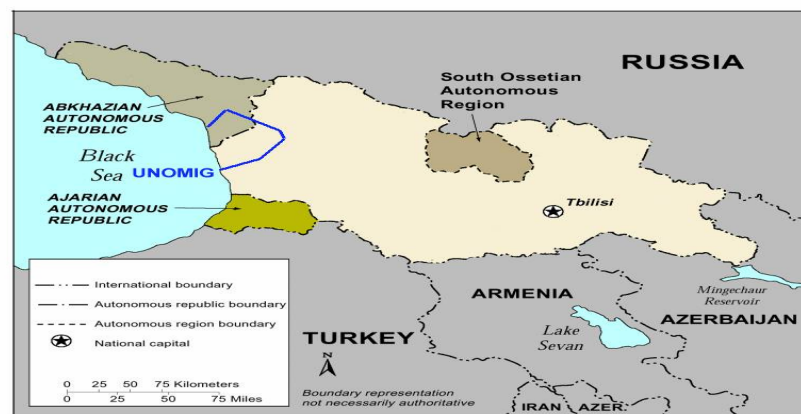 RUSSIA
South Ossetian
Autonomous
Region
ABKHAZIAN
AUTONOMOUS
REPUBLIC
Black
Sea
UNOMIG
AJARIAN
AUTONOMOUS
REPUBLIC
Tbilisi
International boundary
Autonomous republic boundary
Autonomous region boundary
National capital
0 25 50 75 Kilometers
0 25 50 75 Miles
TURKEY
N
Boundary representation
not necessarily authoritative
ARMENIA
Lake
Sevan
Mingechaur
Reservoir
AZERBAIJAN
IRAN
AZER.